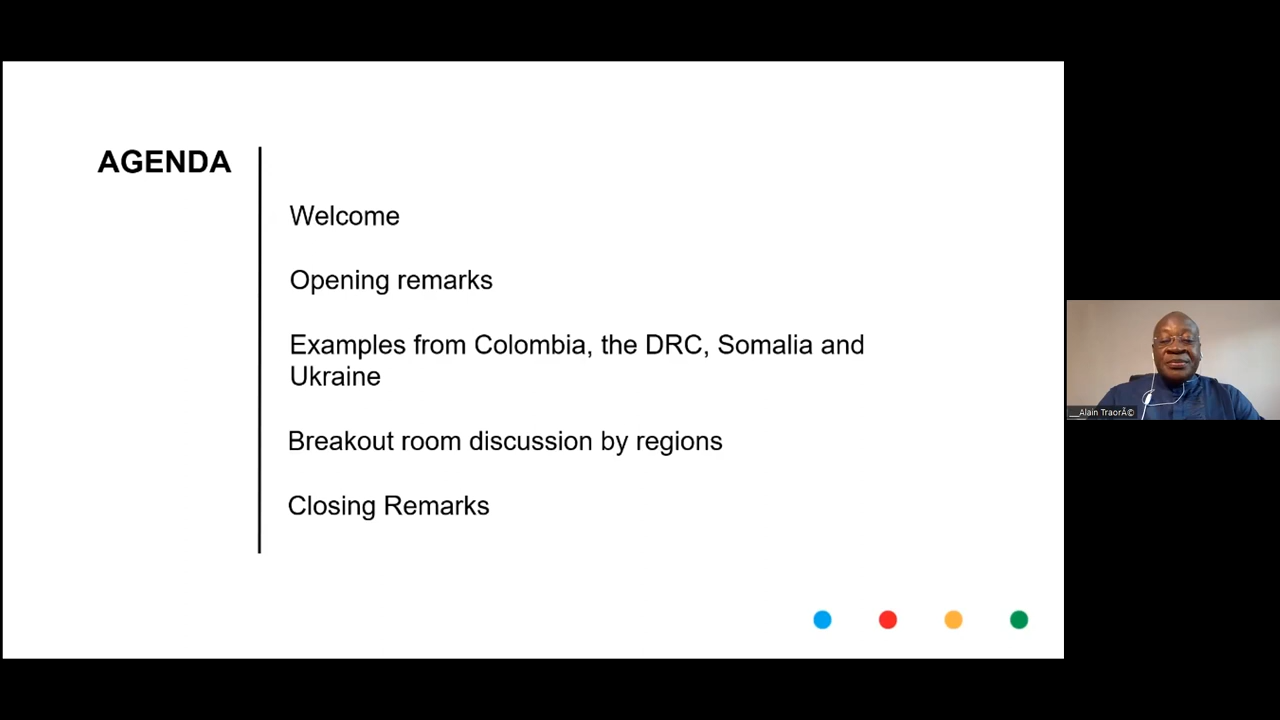 AGENDA
Welcome
Opening remarks
Examples from Colombia, the DRC, Somalia and
Ukraine
Breakout room discussion by regions
Closing Remarks
__Alain TraorÃ©